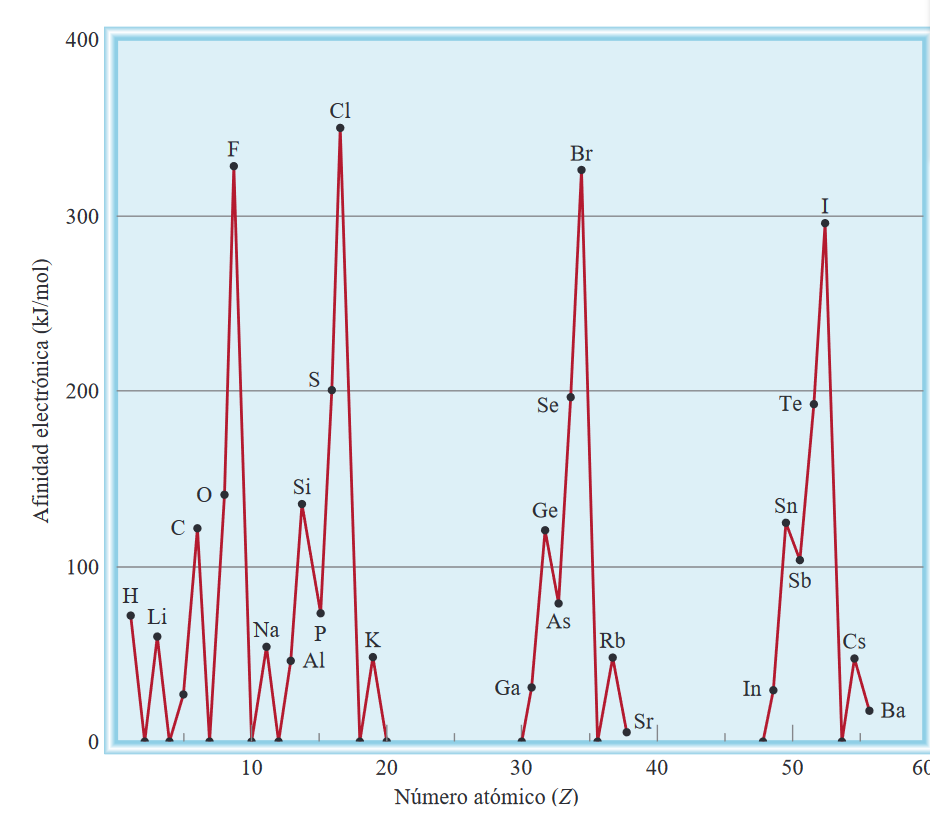 400
Cl
F
Br
I
300
200
S
Te
Se
Si
Sn
Ge
O
C
Sb
100
H
Li
As
Na
P
K
Rb
Cs
Al
Ga
In
Ba
Sr
0
10
20
30
40
50
60
Número atómico (Z)
Afinidad electrónica (kJ/mol)